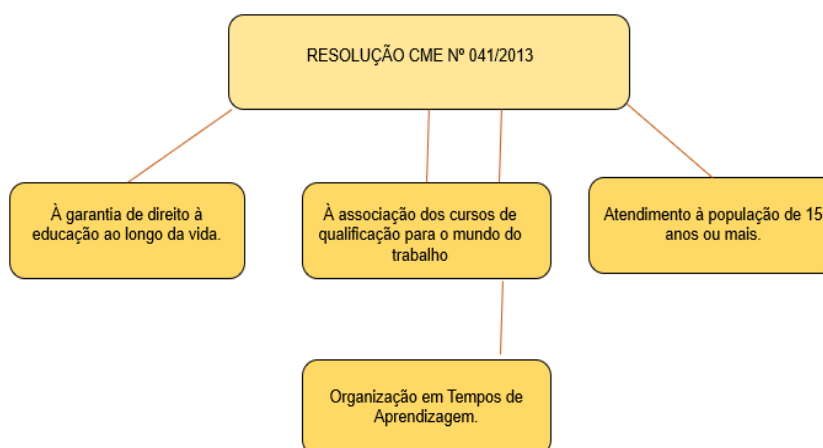 RESOLUÇÃO CME Nº 041/2013
À garantia de direito à
educação ao longo da vida.
À associação dos cursos de
qualificação para o mundo do
trabalho
Atendimento à população de 15
anos ou mais.
Organização em Tempos de
Aprendizagem.